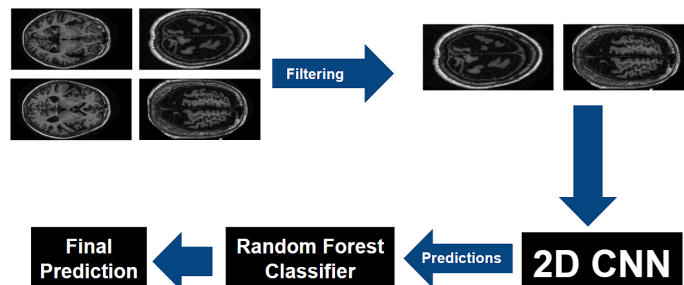 Filtering
2D CNN
Predictions
Random Forest
Classifier
Final
Prediction